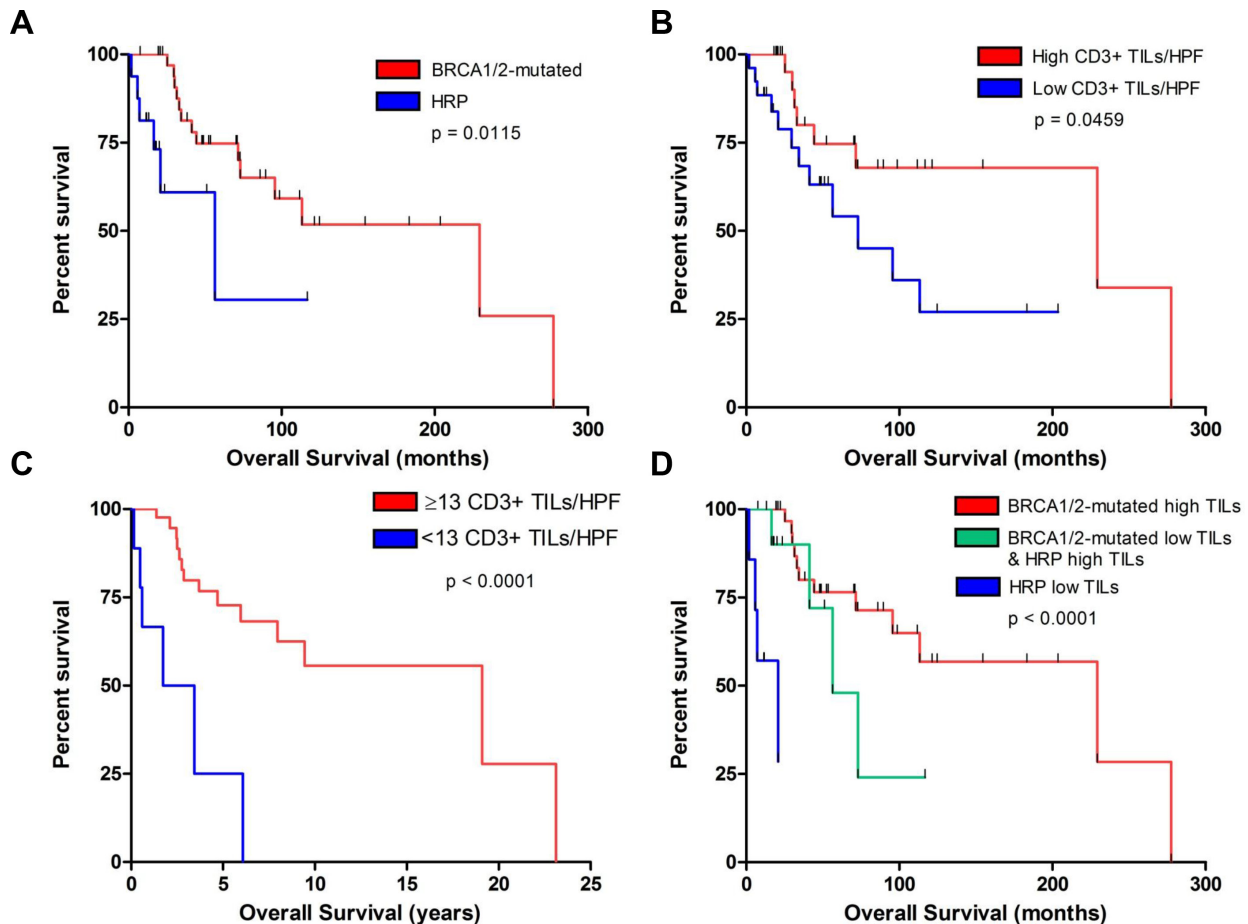 A
100
75
50
25
0
0
100
200
300
Percent survival
Overall Survival (months)
BRCA1/2-mutated
HRP
p = 0.0115
B
100
75
50
25
0
0
100
200
300
Percent survival
Overall Survival (months)
High CD3+ TILs/HPF
Low CD3+ TILs/HPF
p = 0.0459
C
100
75
50
25
0
0
5
10
15
20
25
Percent survival
Overall Survival (years)
≥13 CD3+ TILs/HPF
<13 CD3+ TILs/HPF
p < 0.0001
D
100
75
50
25
0
0
100
200
300
Percent survival
Overall Survival (months)
BRCA1/2-mutated high TILs
BRCA1/2-mutated low TILs
& HRP high TILs
HRP low TILs
p < 0.0001